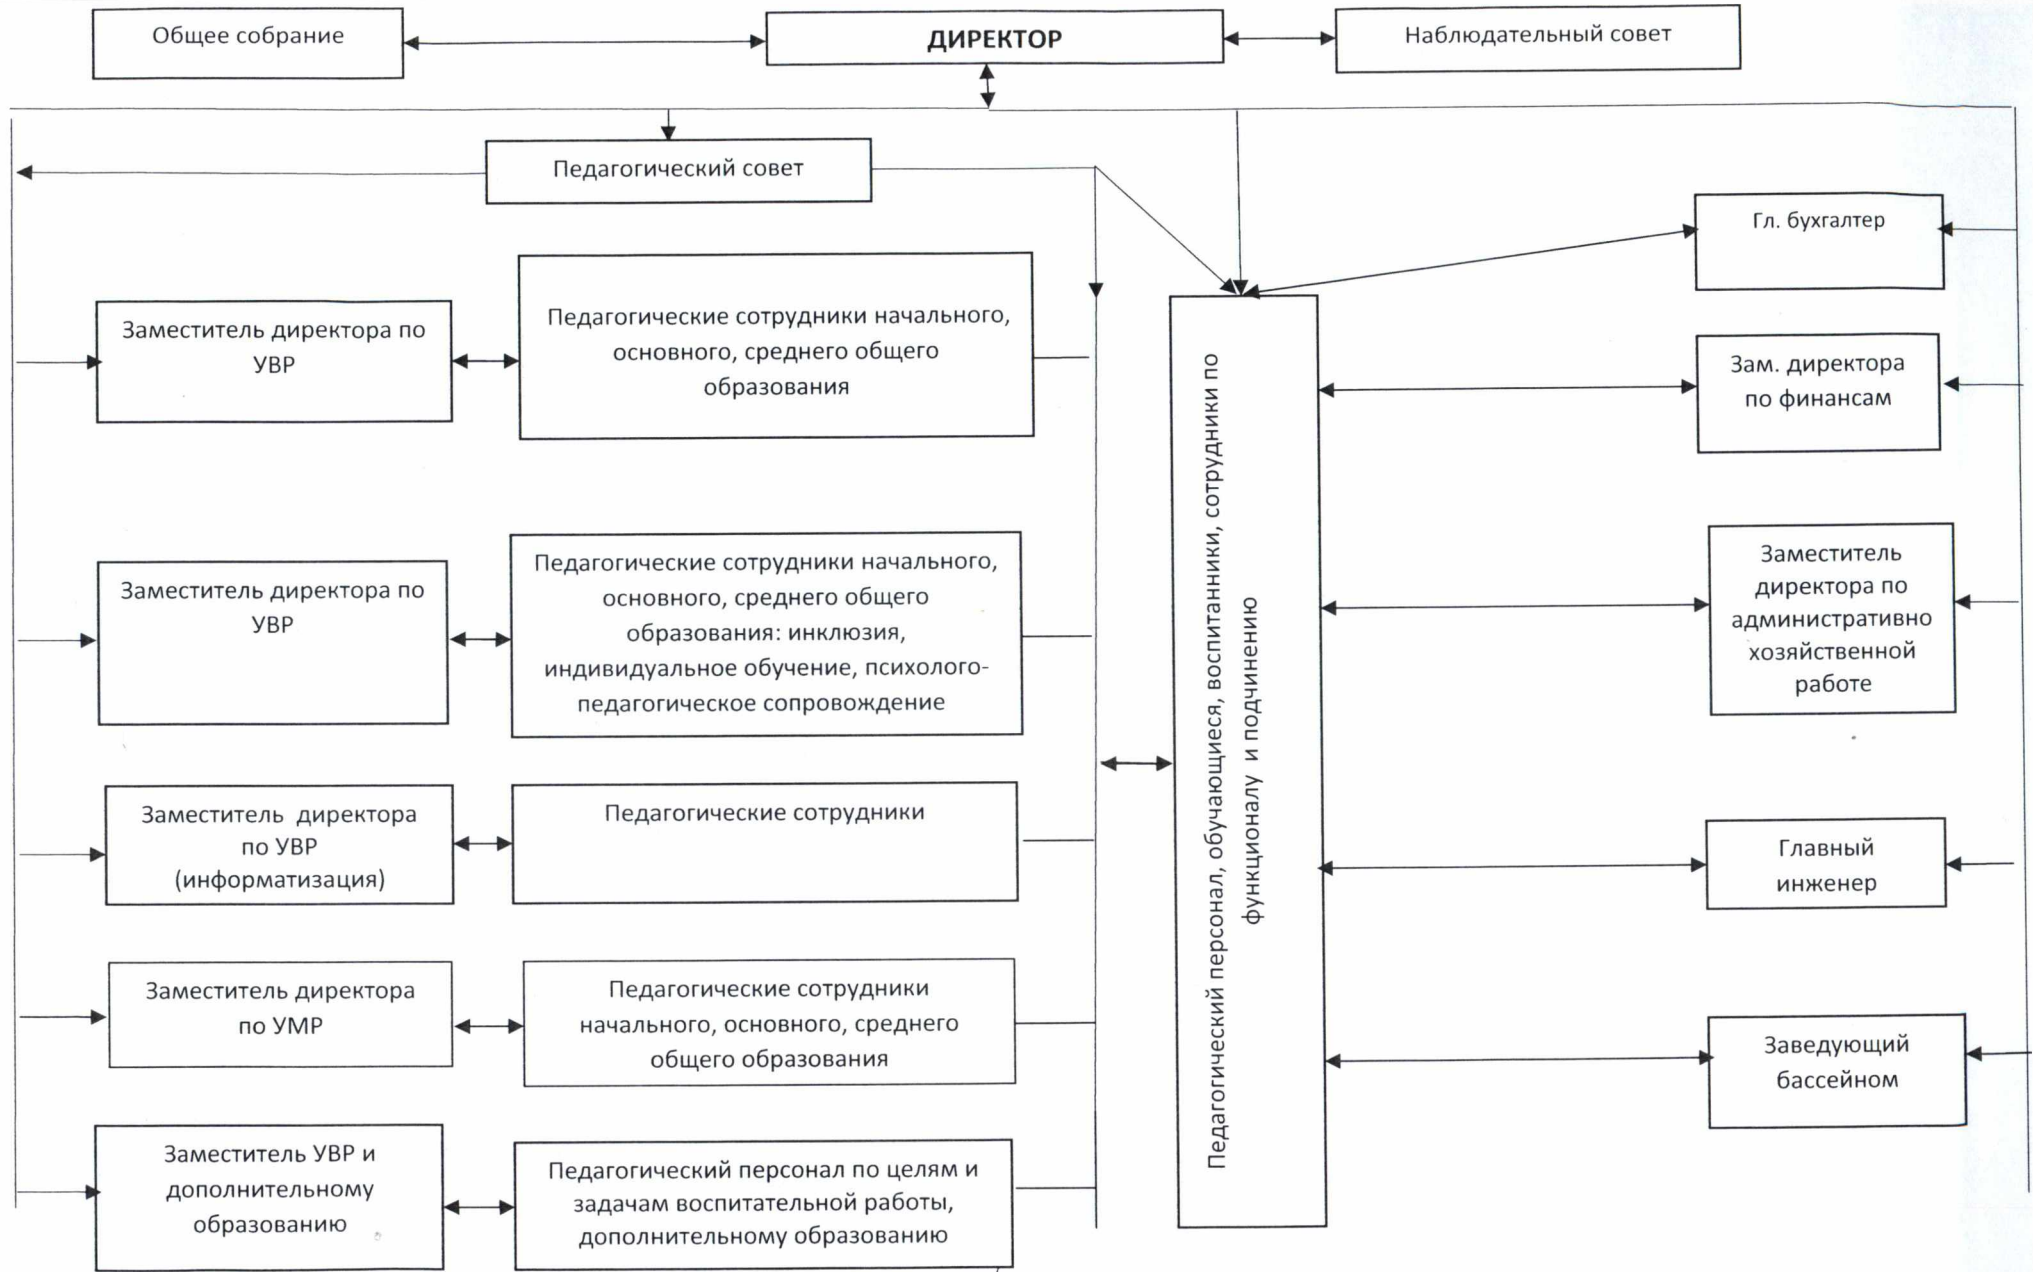 Общее собрание
ДИРЕКТОР
Наблюдательный совет
Педагогический совет
Гл. бухгалтер
Заместитель директора по
УВР
Педагогические сотрудники начального,
основного, среднего общего
образования
Зам. директора
по финансам
Заместитель директора по
УВР
Педагогические сотрудники начального,
основного, среднего общего
образования: инклюзия,
индивидуальное обучение, психолого-
педагогическое сопровождение
Педагогический персонал, обучающиеся, воспитанники, сотрудники по
функционалу и подчинению
Заместитель
директора по
административно
хозяйственной
работе
Заместитель директора
по УВР
(информатизация)
Педагогические сотрудники
Главный
инженер
Заместитель директора
по УМР
Педагогические сотрудники
начального, основного, среднего
общего образования
Заведующий
бассейном
Заместитель УВР и
дополнительному
образованию
Педагогический персонал по целям и
задачам воспитательной работы,
дополнительному образованию